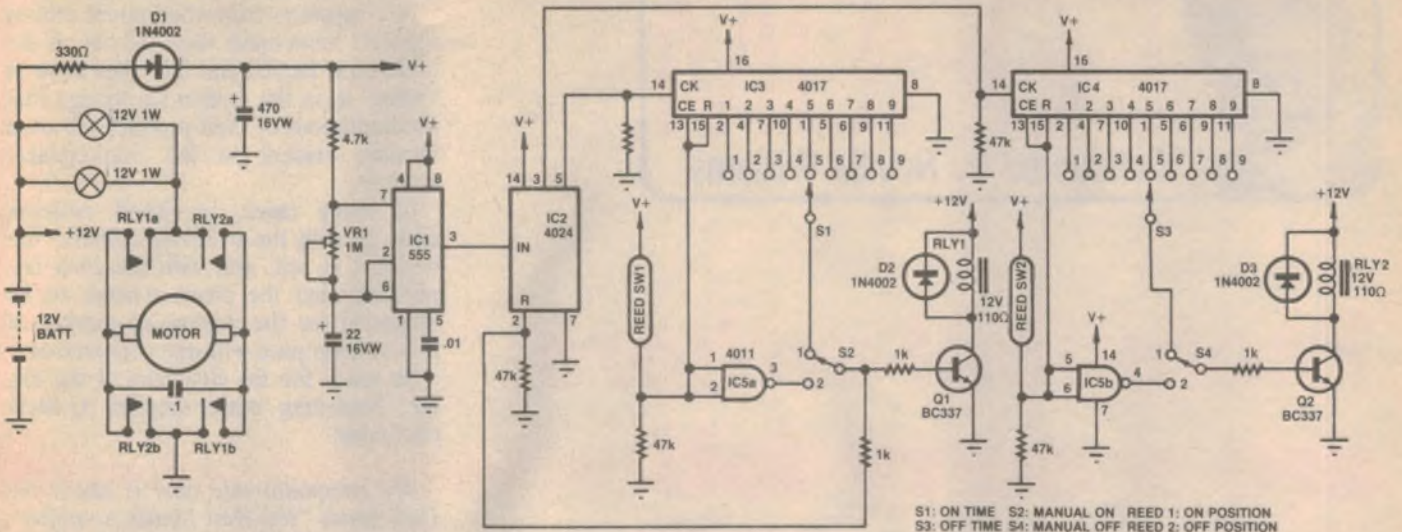 D1
1N4002
330Ω
V+
470
16VW
12V 1W
12V 1W
RLY1a RLY2a
+12V
12V
BATT
MOTOR
RLY2b RLY1b
4.7k
VR1
1M
22
16VW
V+
4 8
7
2
6
IC1
555
3
1 5
.01
V+
14 3 5
IN
IC2
4024
R
2 7
47k
V+
16
14 CK IC3 4017 8
CE R 1 2 3 4 5 6 7 8 9
13 15 2 4 7 10 1 5 6 9 11
1 2 3 4 5 6 7 8 9
S1
V+
REED SW1
47k
1 4011
2 IC5a 3
1 S2
2
1k
1k
+12V
RLY1
D2
1N4002
12V
110Ω
Q1
BC337
V+
16
14 CK IC4 4017 8
CE R 1 2 3 4 5 6 7 8 9
13 15 2 4 7 10 1 5 6 9 11
1 2 3 4 5 6 7 8 9
47k
S3
V+
REED SW2
47k
V+
5 14
6 IC5b 4
7
1 S4
2
1k
+12V
D3
1N4002
RLY2
12V
110Ω
Q2
BC337
S1: ON TIME S2: MANUAL ON REED 1: ON POSITION
S3: OFF TIME S4: MANUAL OFF REED 2: OFF POSITION